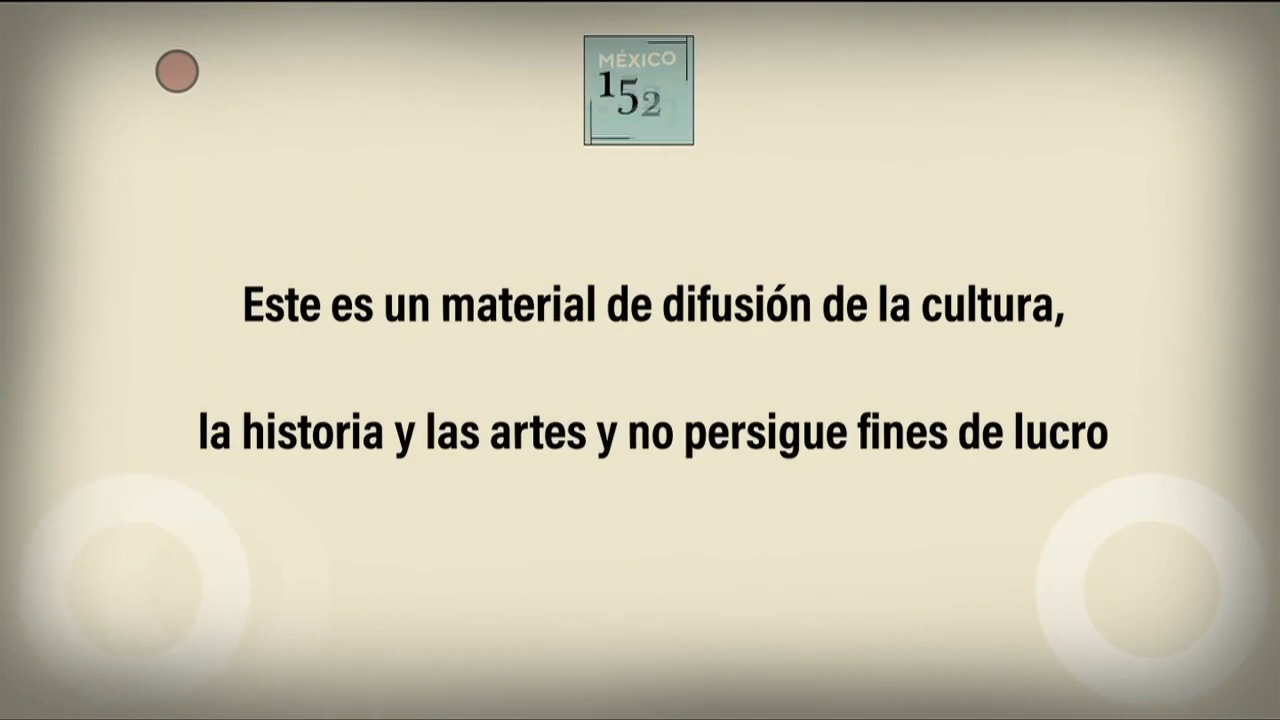 MÉXICO
152
Este es un material de difusión de la cultura,
la historia y las artes y no persigue fines de lucro